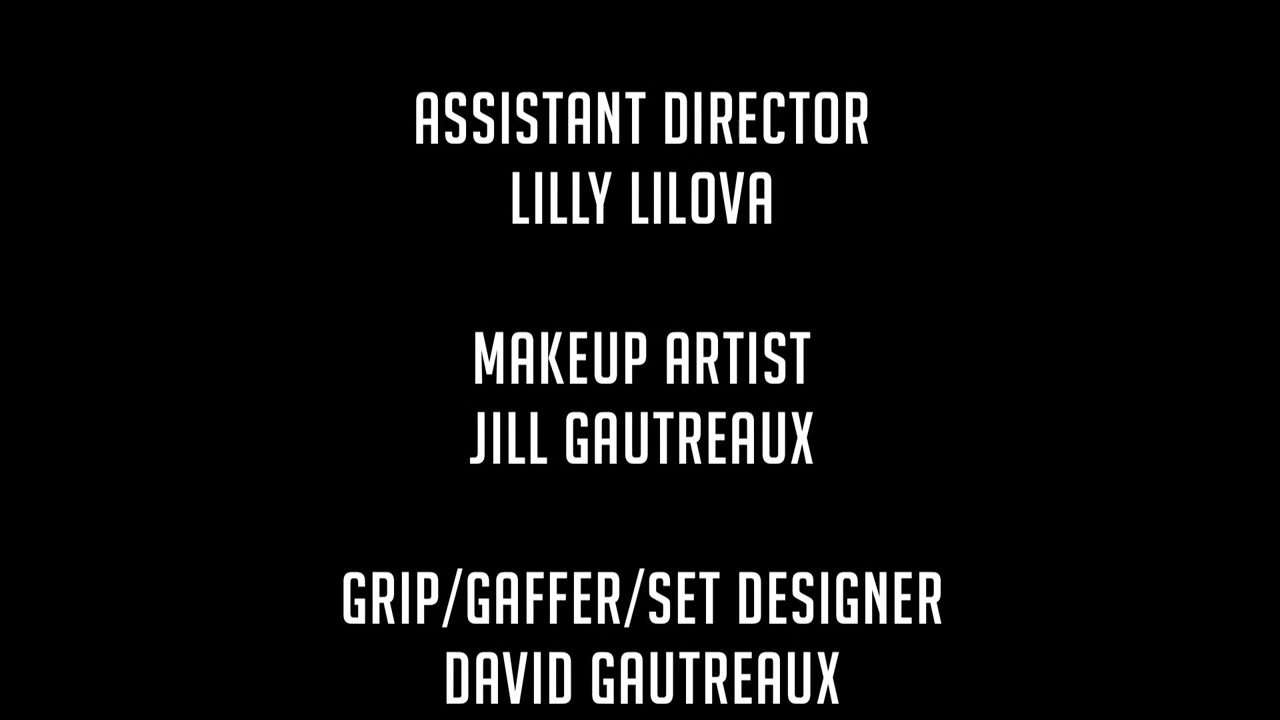 ASSISTANT DIRECTOR
LILLY LILOVA
MAKEUP ARTIST
JILL GAUTREAUX
GRIP/GAFFER/SET DESIGNER
DAVID GAUTREAUX